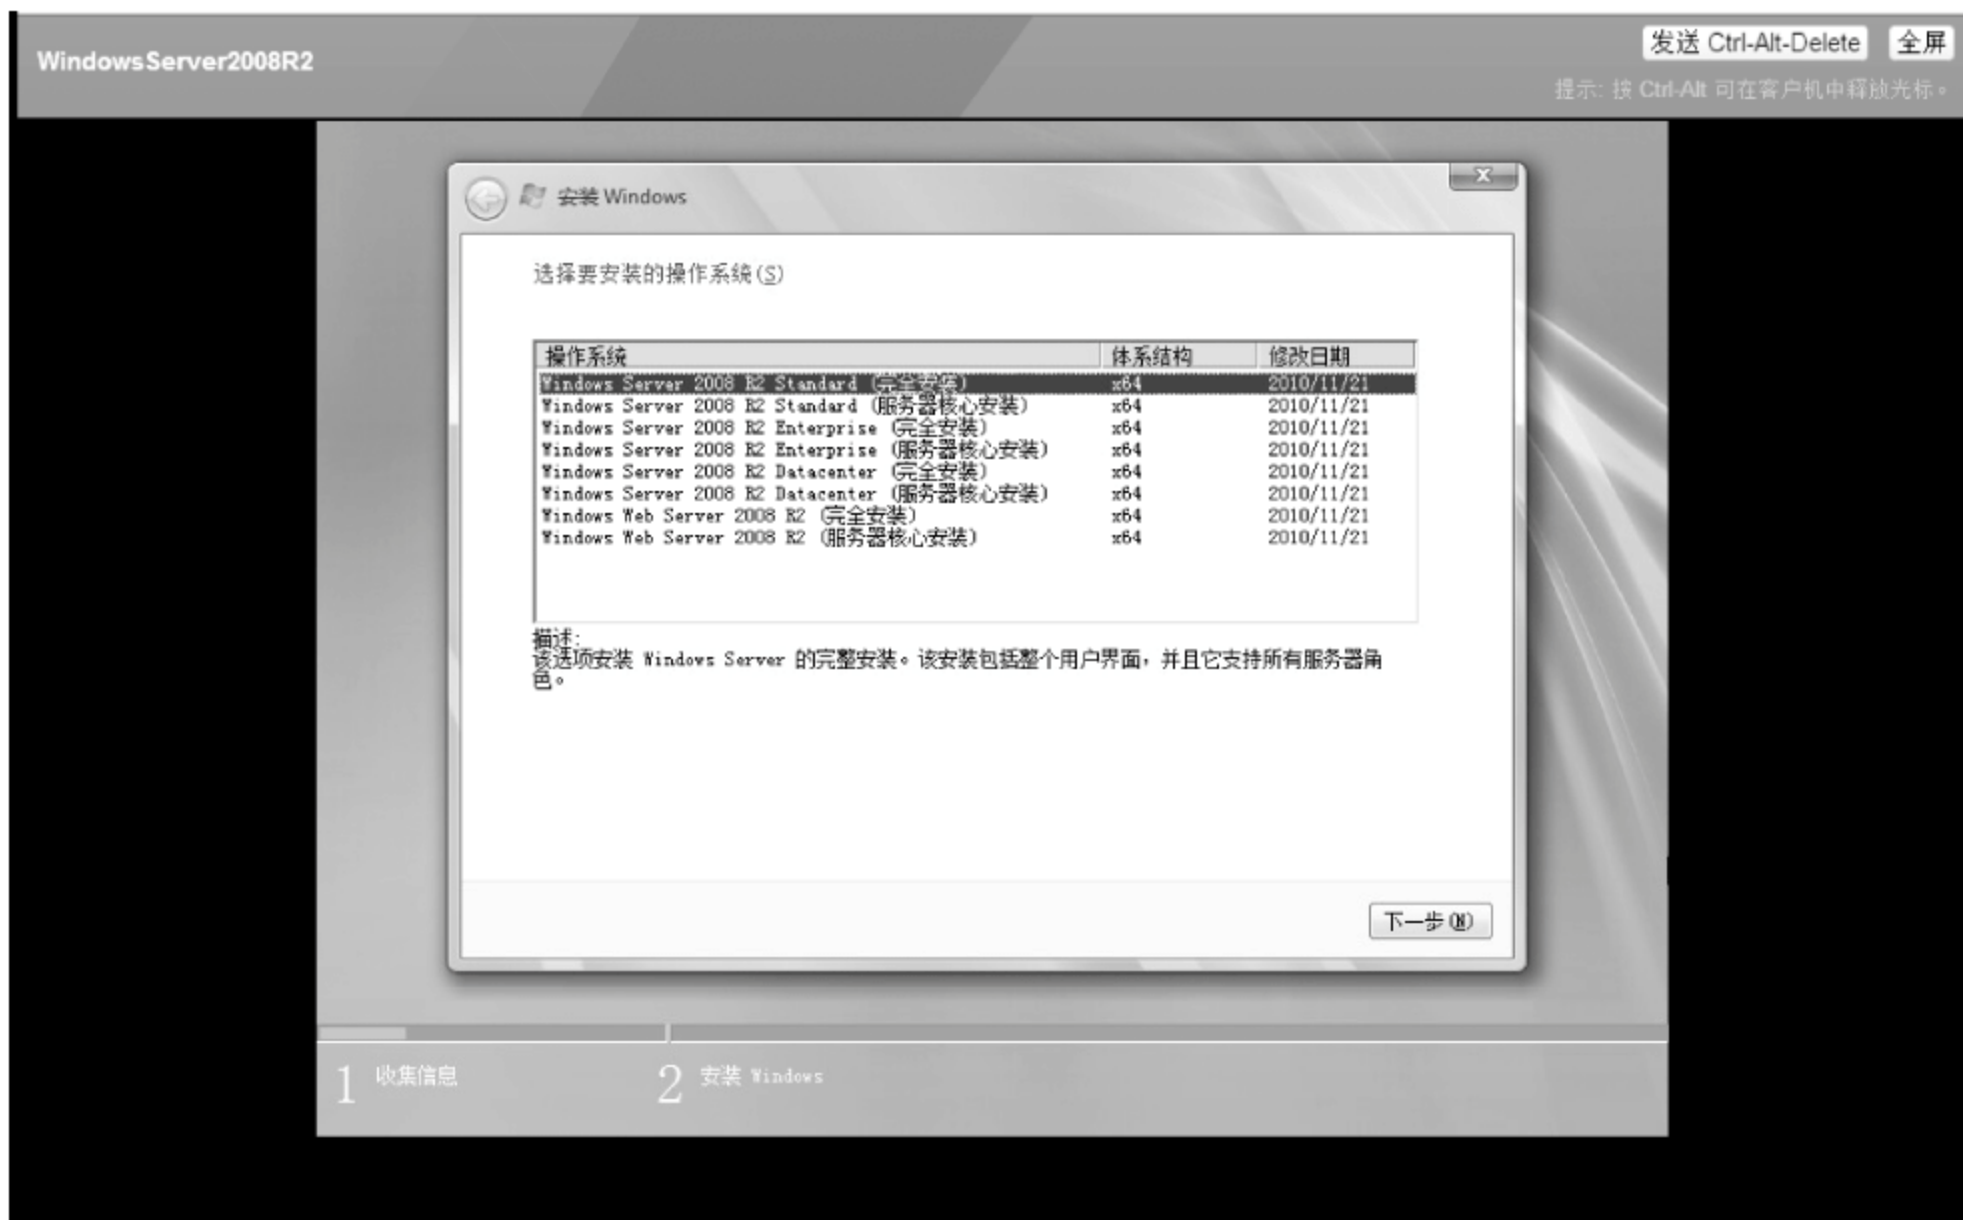 WindowsServer2008R2
发送 Ctrl-Alt-Delete 全屏
提示: 按 Ctrl-Alt 可在客户机中释放光标。
安装 Windows
选择要安装的操作系统(S)
操作系统 体系结构 修改日期
Windows Server 2008 R2 Standard (完全安装) x64 2010/11/21
Windows Server 2008 R2 Standard (服务器核心安装) x64 2010/11/21
Windows Server 2008 R2 Enterprise (完全安装) x64 2010/11/21
Windows Server 2008 R2 Enterprise (服务器核心安装) x64 2010/11/21
Windows Server 2008 R2 Datacenter (完全安装) x64 2010/11/21
Windows Server 2008 R2 Datacenter (服务器核心安装) x64 2010/11/21
Windows Web Server 2008 R2 (完全安装) x64 2010/11/21
Windows Web Server 2008 R2 (服务器核心安装) x64 2010/11/21
描述:
该选项安装 Windows Server 的完整安装。该安装包括整个用户界面，并且它支持所有服务器角
色。
下一步(N)
1 收集信息 2 安装 Windows